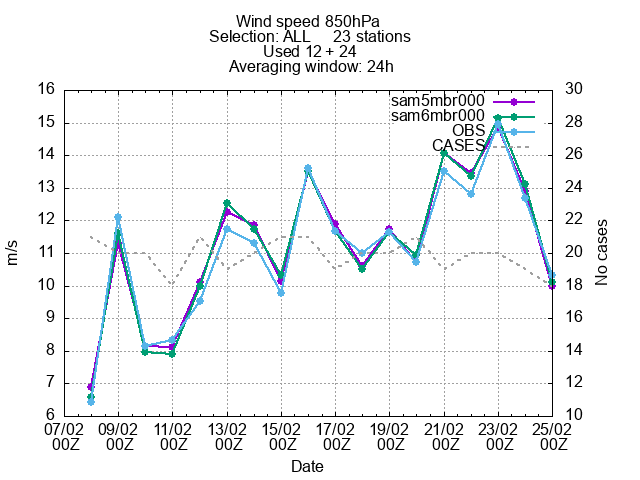 Wind speed 850hPa
Selection: ALL 23 stations
Used 12 + 24
Averaging window: 24h
16 30
sam5mbr000
sam6mbr000
15 28
OBS
CASES
14 26
13 24
12 22
11 20
10 18
9 16
8 14
7 12
6 10
m/s
No cases
07/02 09/02 11/02 13/02 15/02 17/02 19/02 21/02 23/02 25/02
00Z 00Z 00Z 00Z 00Z 00Z 00Z 00Z 00Z 00Z
Date